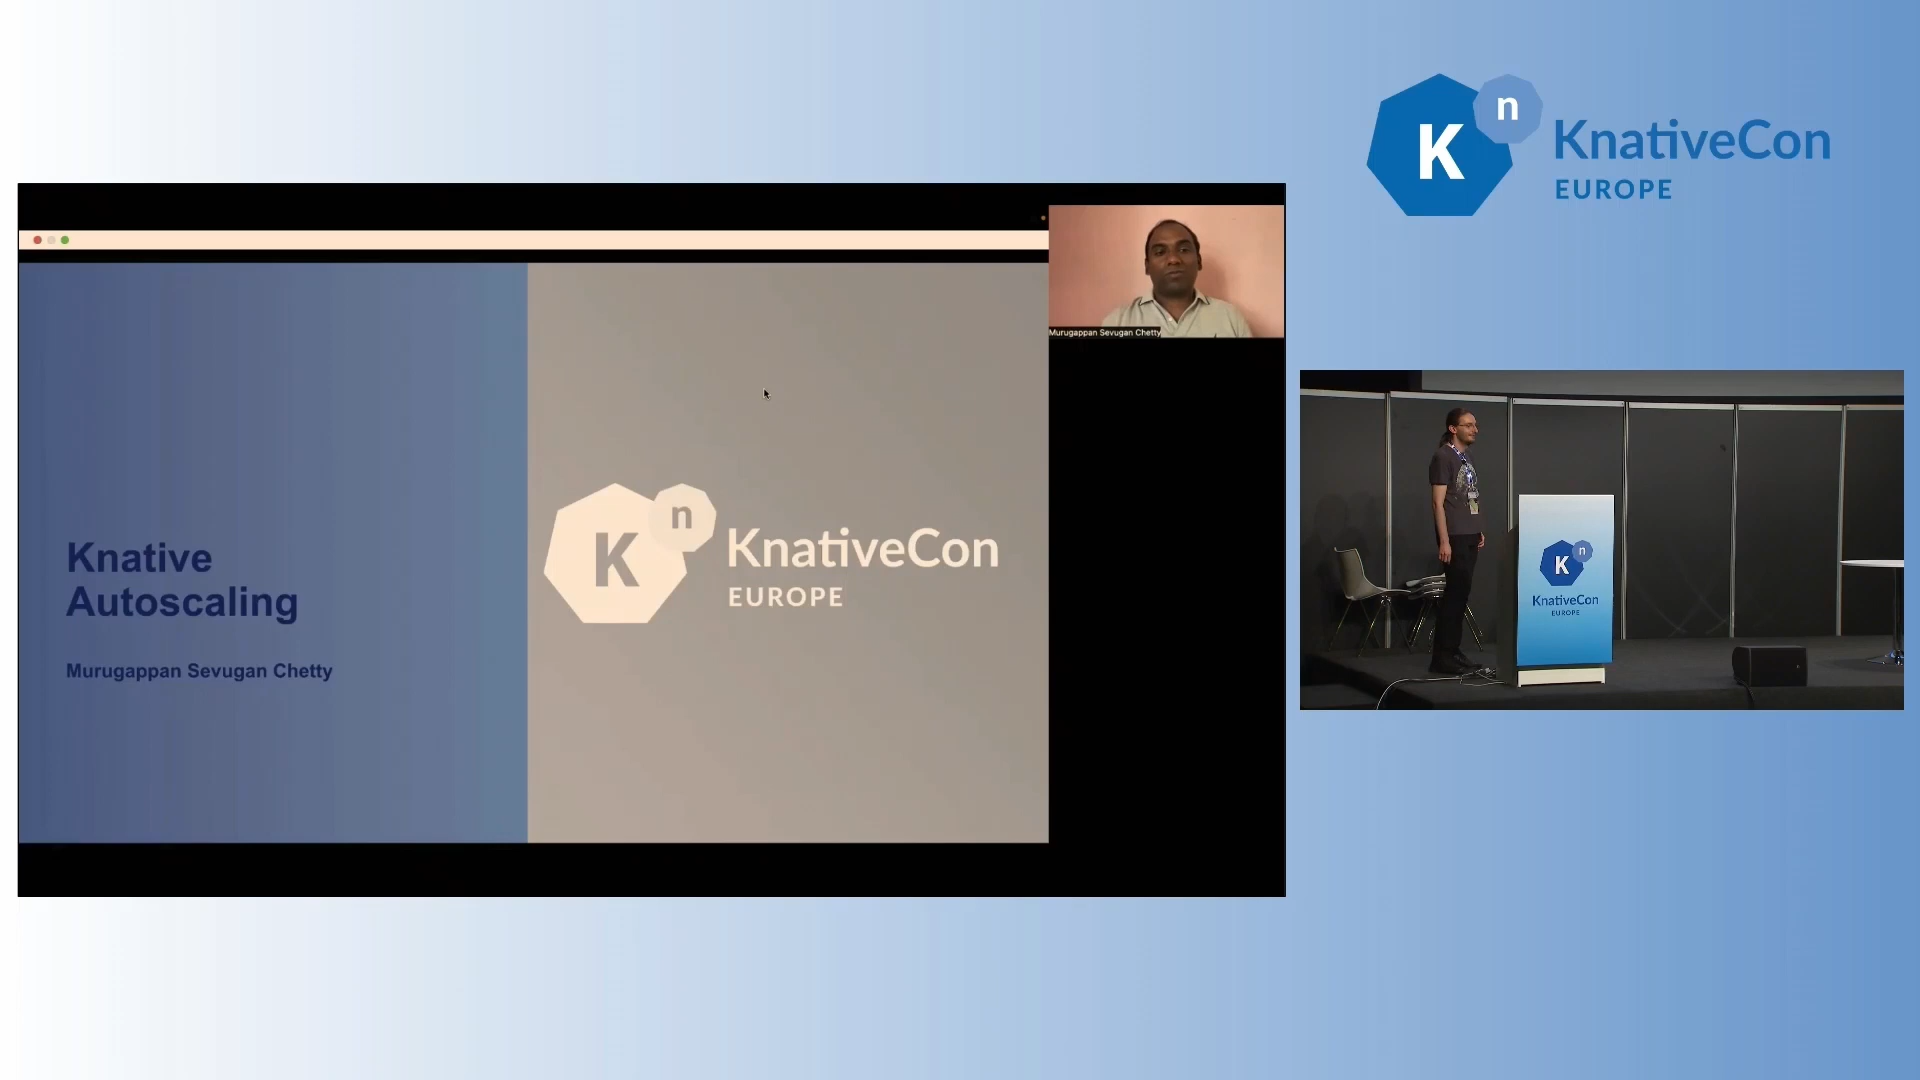 K n
KnativeCon
EUROPE
Murugappan Sevugan Chetty
Knative
Autoscaling
Murugappan Sevugan Chetty
K n
KnativeCon
EUROPE
K n
KnativeCon
EUROPE